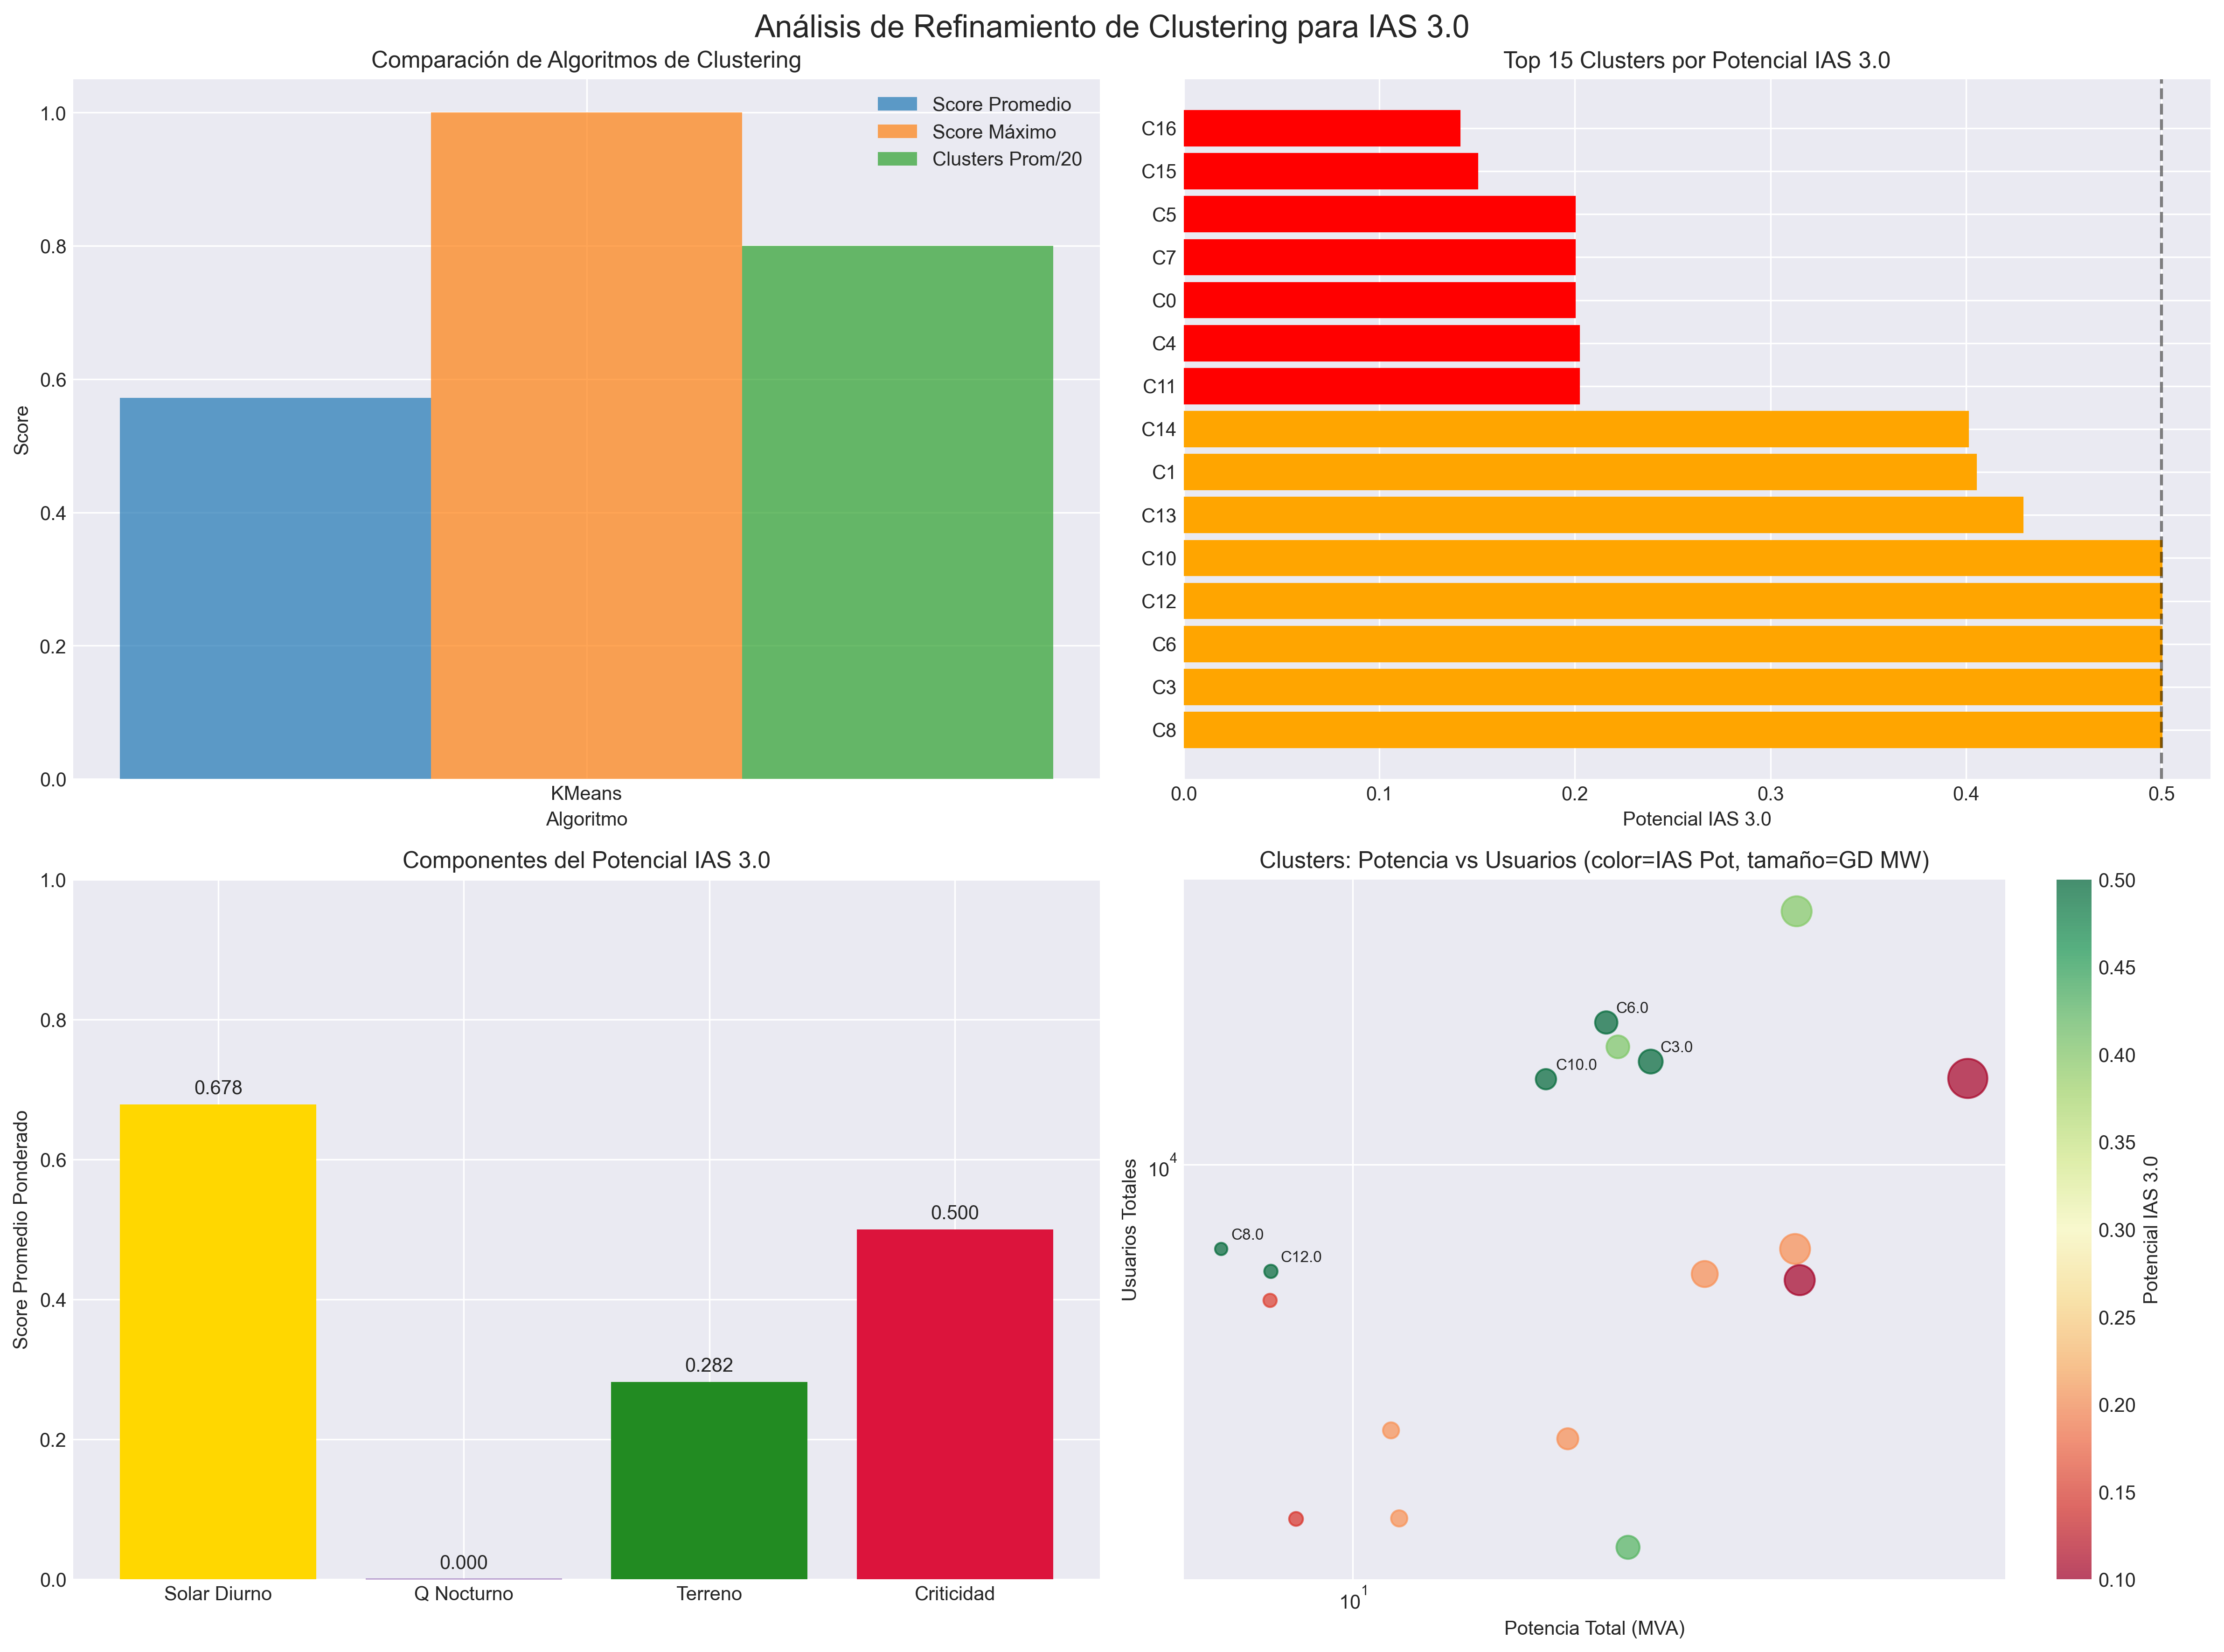 Análisis de Refinamiento de Clustering para IAS 3.0
Comparación de Algoritmos de Clustering
Score Promedio
Score Máximo
Clusters Prom/20
1.0
0.8
0.6
0.4
0.2
0.0
Score
KMeans
Algoritmo
Top 15 Clusters por Potencial IAS 3.0
C16
C15
C5
C7
C0
C4
C11
C14
C1
C13
C10
C12
C6
C3
C8
0.0 0.1 0.2 0.3 0.4 0.5
Potencial IAS 3.0
Componentes del Potencial IAS 3.0
1.0
0.8
0.6
0.4
0.2
0.0
Score Promedio Ponderado
0.678
0.000
0.282
0.500
Solar Diurno Q Nocturno Terreno Criticidad
Clusters: Potencia vs Usuarios (color=IAS Pot, tamaño=GD MW)
Usuarios Totales
10^4
C6.0
C3.0
C10.0
C8.0
C12.0
10^1
Potencia Total (MVA)
0.50
0.45
0.40
0.35
0.30
0.25
0.20
0.15
0.10
Potencial IAS 3.0